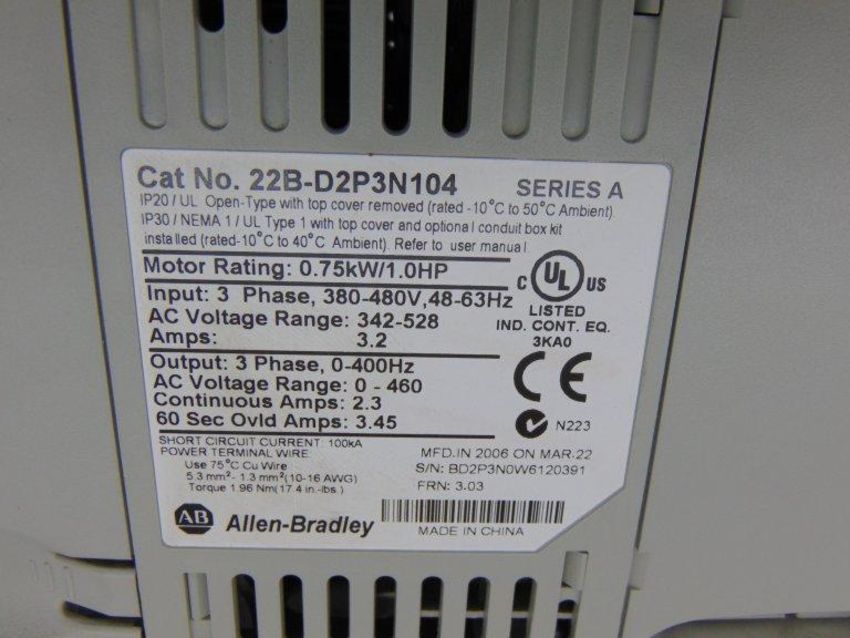 Cat No. 22B-D2P3N104 SERIES A
IP20 / UL Open-Type with top cover removed (rated -10°C to 50°C Ambient).
IP30 / NEMA 1 / UL Type 1 with top cover and optional conduit box kit
installed (rated-10°C to 40°C Ambient). Refer to user manual
Motor Rating: 0.75kW/1.0HP
Input: 3 Phase, 380-480V,48-63Hz
AC Voltage Range: 342-528
Amps: 3.2
C UL US
LISTED
IND. CONT. EQ.
3KA0
Output: 3 Phase, 0-400Hz
AC Voltage Range: 0 - 460
Continuous Amps: 2.3
60 Sec Ovld Amps: 3.45
CE
N223
SHORT CIRCUIT CURRENT: 100kA
POWER TERMINAL WIRE:
Use 75°C Cu Wire
5.3 mm²- 1.3 mm²(10-16 AWG)
Torque 1.96 Nm(17.4 in.-lbs.)
MFD.IN 2006 ON MAR.22
S/N: BD2P3N0W6120391
FRN: 3.03
AB Allen-Bradley
MADE IN CHINA